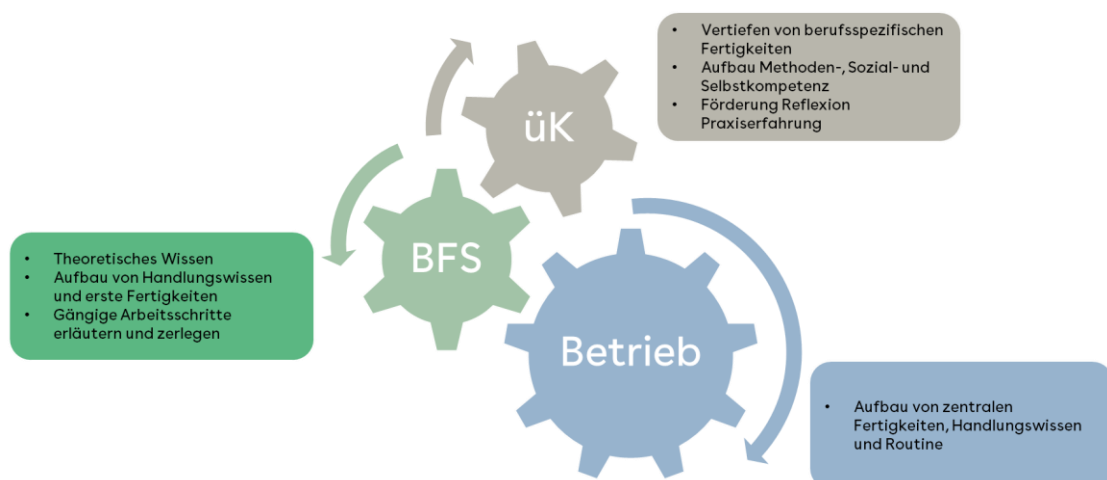 • Vertiefen von berufsspezifischen
Fertigkeiten
• Aufbau Methoden-, Sozial- und
Selbstkompetenz
• Förderung Reflexion
Praxiserfahrung
üK
BFS
• Theoretisches Wissen
• Aufbau von Handlungswissen
und erste Fertigkeiten
• Gängige Arbeitsschritte
erläutern und zerlegen
Betrieb
• Aufbau von zentralen
Fertigkeiten, Handlungswissen
und Routine